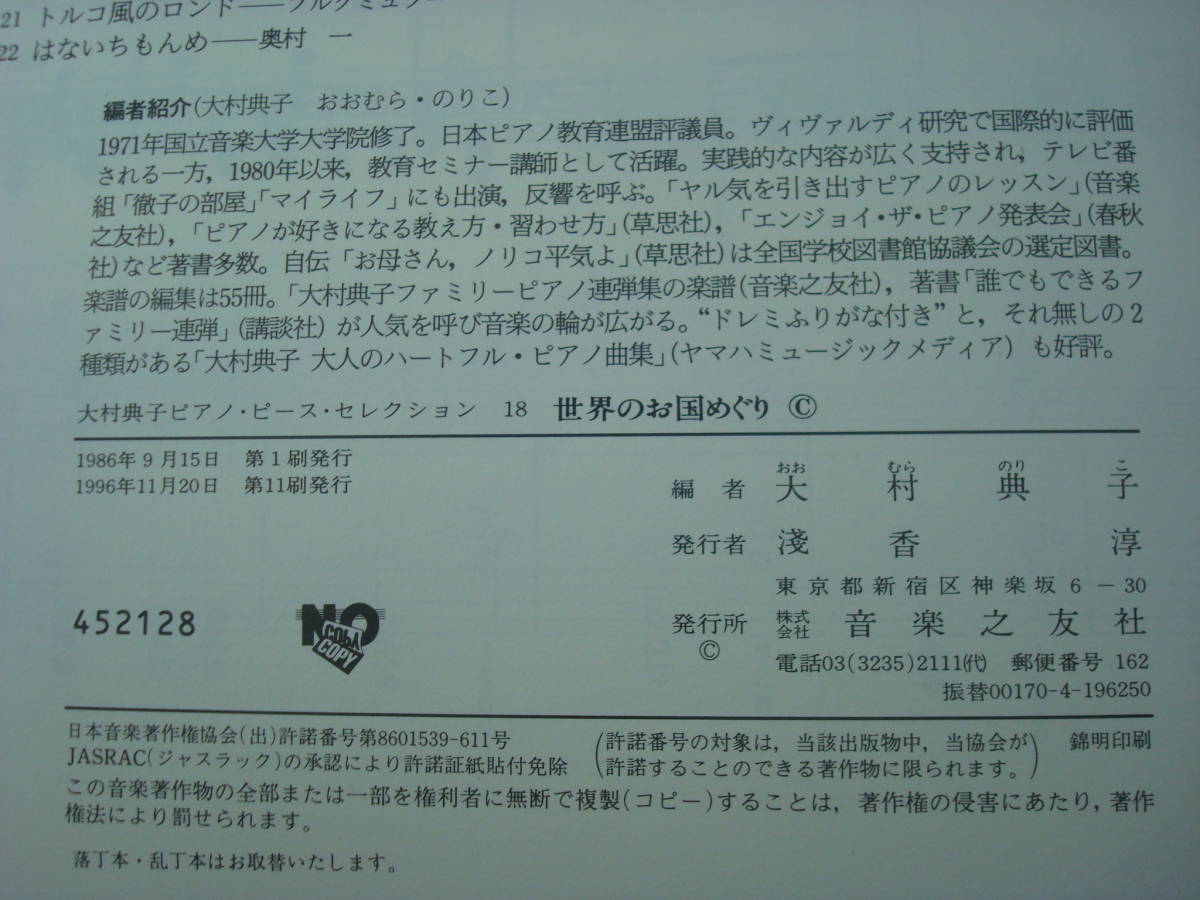 21 トルコ風のロンド——ブルクミュラー
22 はないちもんめ——奥村　一
編者紹介(大村典子　おおむら・のりこ)
1971年国立音楽大学大学院修了。日本ピアノ教育連盟評議員。ヴィヴァルディ研究で国際的に評価
される一方，1980年以来，教育セミナー講師として活躍。実践的な内容が広く支持され，テレビ番
組「徹子の部屋」「マイライフ」にも出演，反響を呼ぶ。「ヤル気を引き出すピアノのレッスン」(音楽
之友社)，「ピアノが好きになる教え方・習わせ方」(草思社)，「エンジョイ・ザ・ピアノ発表会」(春秋
社)など著書多数。自伝「お母さん，ノリコ平気よ」(草思社)は全国学校図書館協議会の選定図書。
楽譜の編集は55冊。「大村典子ファミリーピアノ連弾集の楽譜(音楽之友社)，著書「誰でもできるフ
ァミリー連弾」(講談社)が人気を呼び音楽の輪が広がる。“ドレミふりがな付き”と，それ無しの2
種類がある「大村典子 大人のハートフル・ピアノ曲集」(ヤマハミュージックメディア)も好評。
大村典子ピアノ・ピース・セレクション　18　世界のお国めぐり ©
1986年9月15日　第1刷発行
1996年11月20日　第11刷発行
おお　むら　のり　こ
編　者　大　村　典　子
発行者　淺　香　淳
東京都新宿区神楽坂6－30
発行所　株式会社　音楽之友社
©
電話03(3235)2111(代)　郵便番号 162
振替00170-4-196250
452128
NO
COPY
COPY
日本音楽著作権協会(出)許諾番号第8601539-611号
JASRAC(ジャスラック)の承認により許諾証紙貼付免除
(許諾番号の対象は，当該出版物中，当協会が
許諾することのできる著作物に限られます。)
錦明印刷
この音楽著作物の全部または一部を権利者に無断で複製(コピー)することは，著作権の侵害にあたり，著作
権法により罰せられます。
落丁本・乱丁本はお取替いたします。